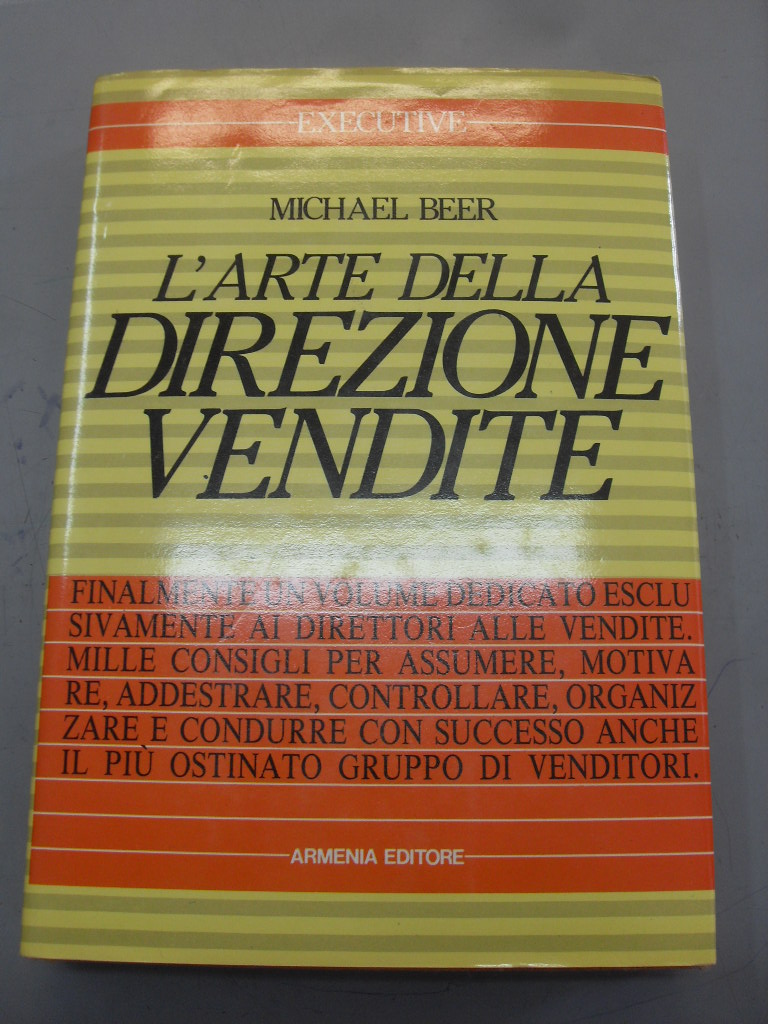 EXECUTIVE
MICHAEL BEER
L'ARTE DELLA
DIREZIONE
VENDITE
FINALMENTE UN VOLUME DEDICATO ESCLU
SIVAMENTE AI DIRETTORI ALLE VENDITE.
MILLE CONSIGLI PER ASSUMERE, MOTIVA
RE, ADDESTRARE, CONTROLLARE, ORGANIZ
ZARE E CONDURRE CON SUCCESSO ANCHE
IL PIÙ OSTINATO GRUPPO DI VENDITORI.
ARMENIA EDITORE